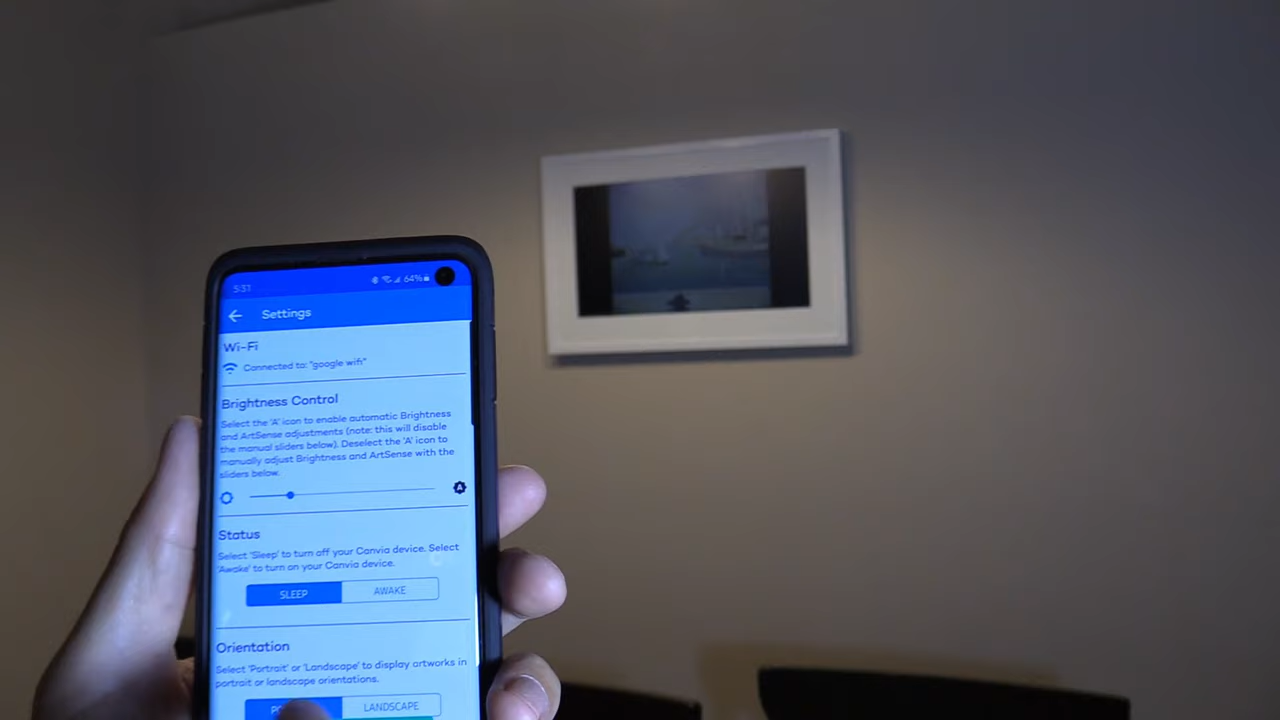 5:31
64%
Settings
Wi-Fi
Connected to: "google wifi"
Brightness Control
Select the 'A' icon to enable automatic Brightness
and ArtSense adjustments (note: this will disable
the manual sliders below). Deselect the 'A' icon to
manually adjust Brightness and ArtSense with the
sliders below.
A
Status
Select 'Sleep' to turn off your Canvia device. Select
'Awake' to turn on your Canvia device.
SLEEP AWAKE
Orientation
Select 'Portrait' or 'Landscape' to display artworks in
portrait or landscape orientations.
LANDSCAPE